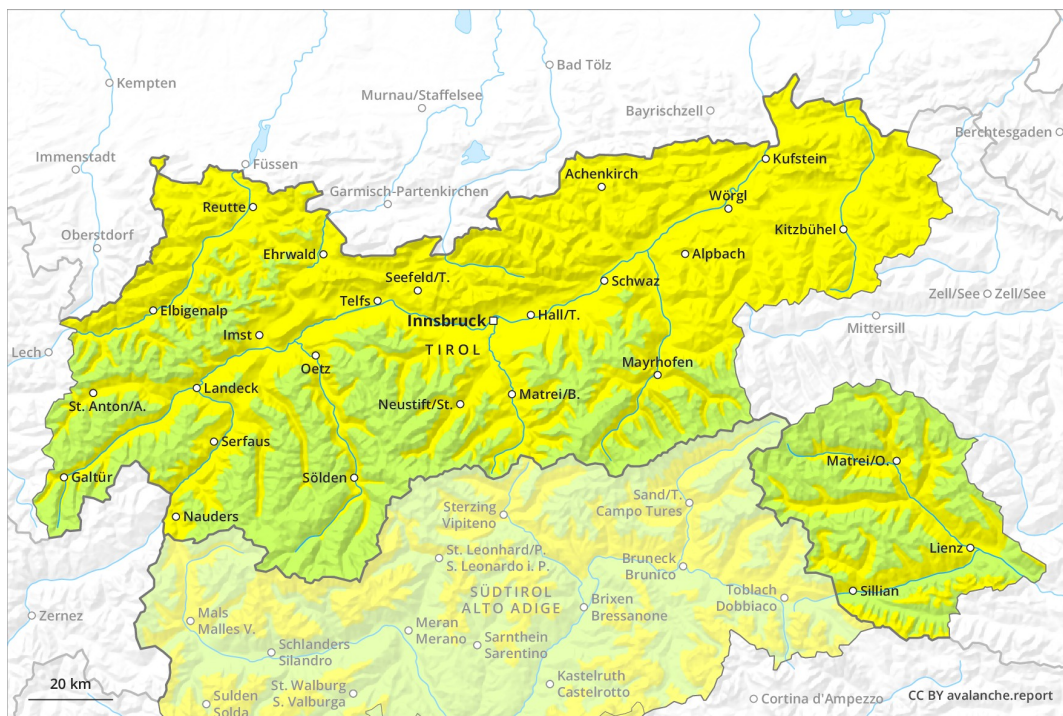 Kempten
Bad Tölz
Murnau/Staffelsee
Bayrischzell
Berchtesgaden
Immenstadt
Füssen
Kufstein
Achenkirch
Garmisch-Partenkirchen
Reutte
Wörgl
Oberstdorf
Kitzbühel
Ehrwald
Alpbach
Seefeld/T.
Schwaz
Zell/See
Zell/See
Telfs
Elbigenalp
Innsbruck
Hall/T.
Mittersill
Imst
TIROL
Lech
Oetz
Mayrhofen
Landeck
St. Anton/A.
Neustift/St.
Matrei/B.
Serfaus
Matrei/O.
Galtür
Sölden
Sand/T.
Campo Tures
Sterzing
Vipiteno
Nauders
Lienz
St. Leonhard/P.
S. Leonardo i. P.
Bruneck
Brunico
Sillian
SÜDTIROL
ALTO ADIGE
Toblach
Dobbiaco
Brixen
Bressanone
Zernez
Mals
Malles V.
Meran
Merano
Sarnthein
Sarentino
Schlanders
Silandro
Kastelruth
Castelrotto
St. Walburg
S. Valburga
20 km
Sulden
Solda
Cortina d'Ampezzo
CC BY avalanche.report